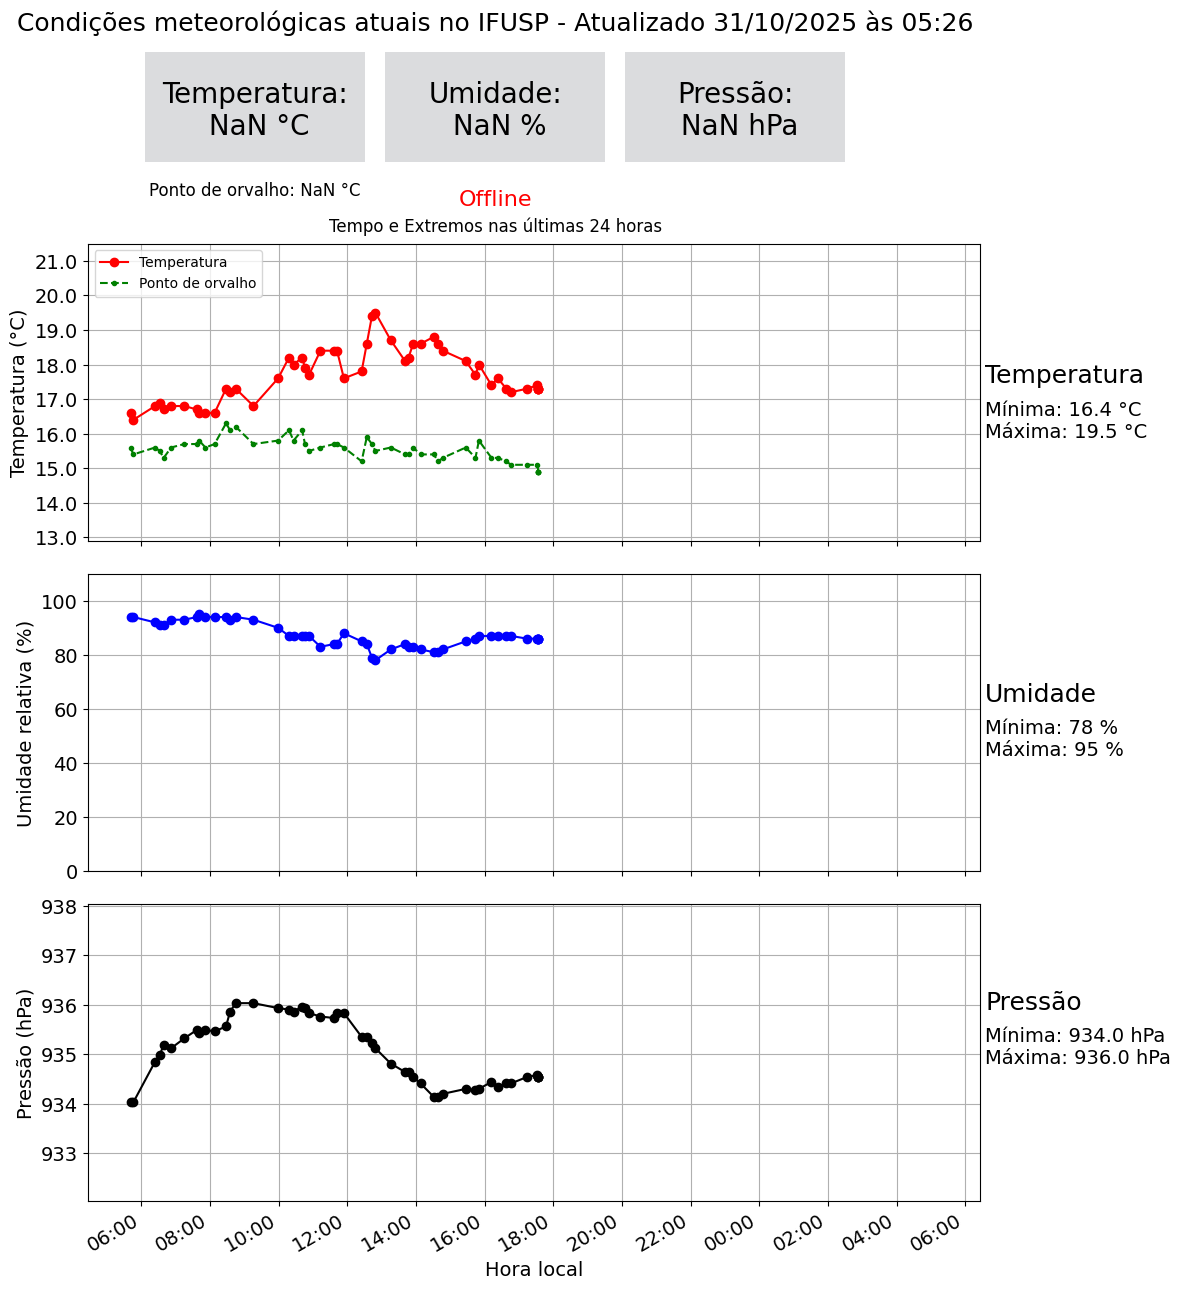 Condições meteorológicas atuais no IFUSP - Atualizado 31/10/2025 às 05:26
Temperatura:
NaN °C
Umidade:
NaN %
Pressão:
NaN hPa
Ponto de orvalho: NaN °C
Offline
Tempo e Extremos nas últimas 24 horas
Temperatura
Ponto de orvalho
Temperatura (°C)
21.0
20.0
19.0
18.0
17.0
16.0
15.0
14.0
13.0
Temperatura
Mínima: 16.4 °C
Máxima: 19.5 °C
Umidade relativa (%)
100
80
60
40
20
0
Umidade
Mínima: 78 %
Máxima: 95 %
Pressão (hPa)
938
937
936
935
934
933
Pressão
Mínima: 934.0 hPa
Máxima: 936.0 hPa
06:00
08:00
10:00
12:00
14:00
16:00
18:00
20:00
22:00
00:00
02:00
04:00
06:00
Hora local